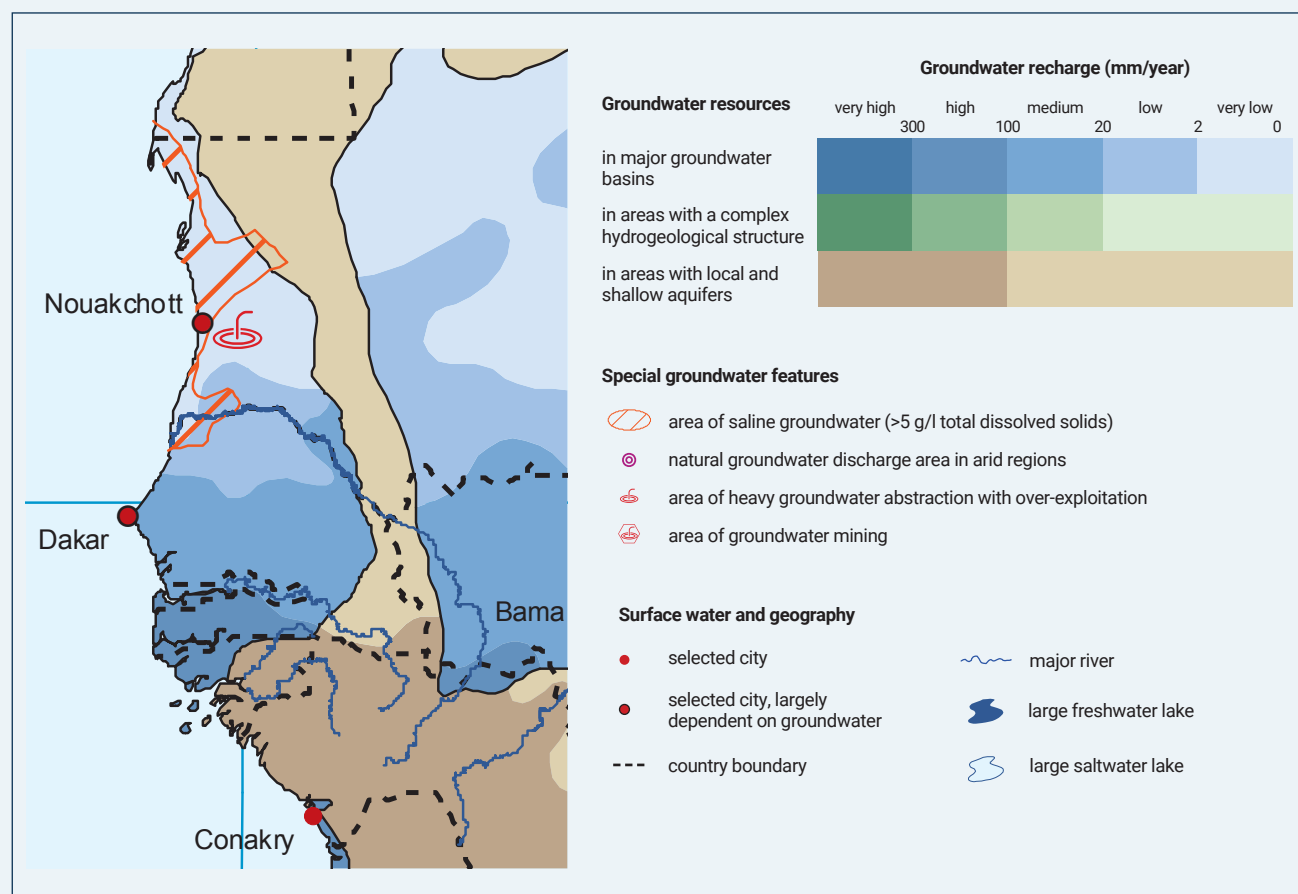 Nouakchott
Dakar
Bama
Conakry
Groundwater recharge (mm/year)
Groundwater resources
very high
high
medium
low
very low
300
100
20
2
0
in major groundwater
basins
in areas with a complex
hydrogeological structure
in areas with local and
shallow aquifers
Special groundwater features
area of saline groundwater (>5 g/l total dissolved solids)
natural groundwater discharge area in arid regions
area of heavy groundwater abstraction with over-exploitation
area of groundwater mining
Surface water and geography
selected city
selected city, largely
dependent on groundwater
country boundary
major river
large freshwater lake
large saltwater lake